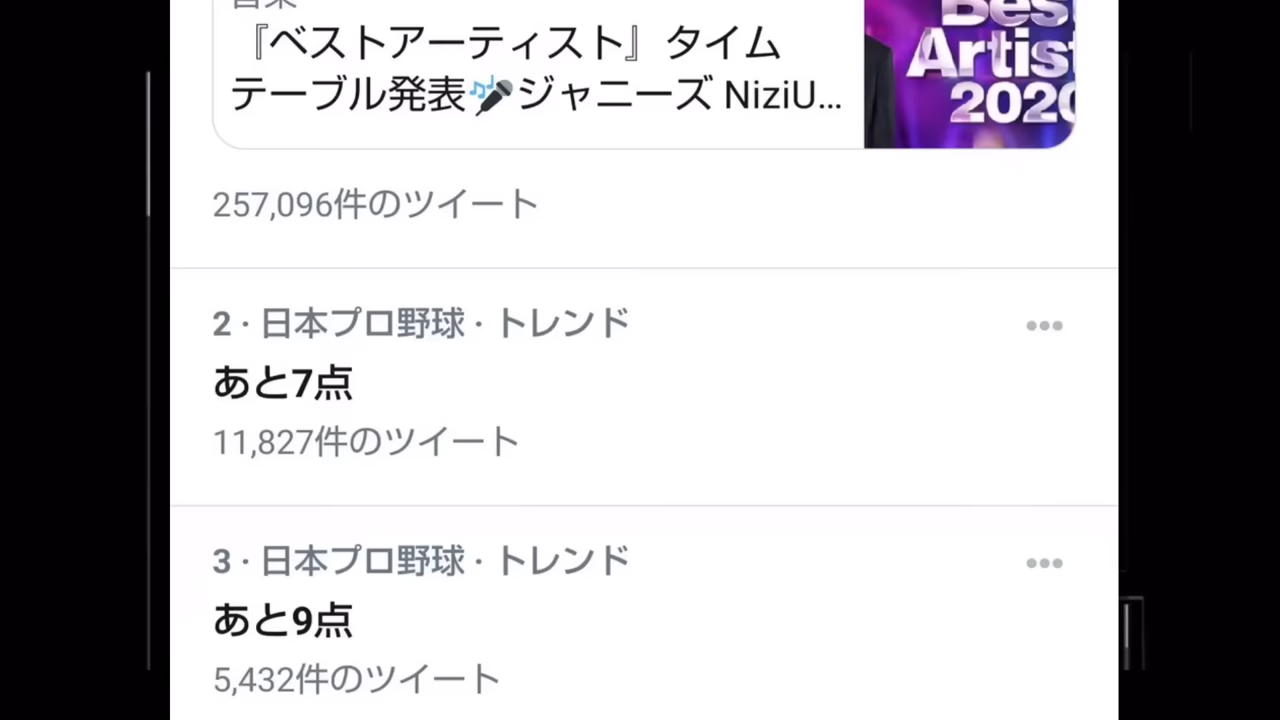 音楽
『ベストアーティスト』タイム
テーブル発表🎶🎤ジャニーズ NiziU...
Best
Artist
2020
257,096件のツイート
2 · 日本プロ野球 · トレンド
あと7点
11,827件のツイート
3 · 日本プロ野球 · トレンド
あと9点
5,432件のツイート